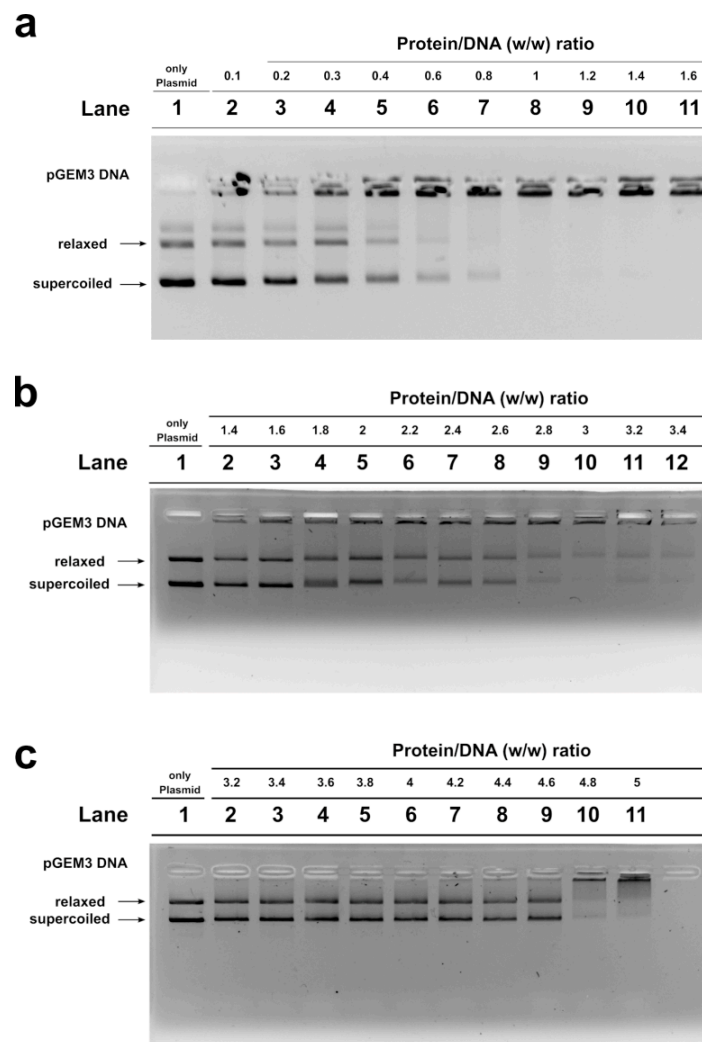 a
Protein/DNA (w/w) ratio
only
Plasmid
0.1 0.2 0.3 0.4 0.6 0.8 1 1.2 1.4 1.6
Lane 1 2 3 4 5 6 7 8 9 10 11
pGEM3 DNA
relaxed
supercoiled
b
Protein/DNA (w/w) ratio
only
Plasmid
1.4 1.6 1.8 2 2.2 2.4 2.6 2.8 3 3.2 3.4
Lane 1 2 3 4 5 6 7 8 9 10 11 12
pGEM3 DNA
relaxed
supercoiled
c
Protein/DNA (w/w) ratio
only
Plasmid
3.2 3.4 3.6 3.8 4 4.2 4.4 4.6 4.8 5
Lane 1 2 3 4 5 6 7 8 9 10 11
pGEM3 DNA
relaxed
supercoiled